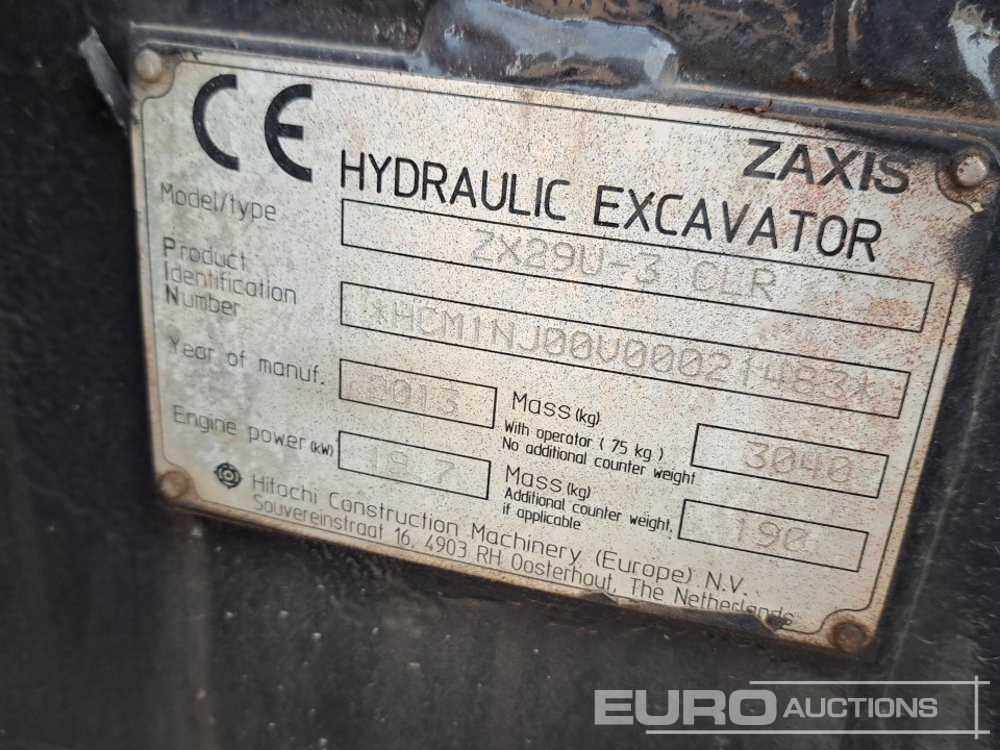 CE
ZAXIS
HYDRAULIC EXCAVATOR
Model/type
ZX29U-3 CLR
Product
Identification
Number
*HCM1NJ00V00021483*
Year of manuf.
2013
Mass (kg)
With operator ( 75 kg )
No additional counter weight
3040
Engine power (kW)
19.7
Mass (kg)
Additional counter weight,
if applicable
190
Hitachi Construction Machinery (Europe) N.V.
Souvereinstraat 16, 4903 RH Oosterhout, The Netherlands
EURO AUCTIONS